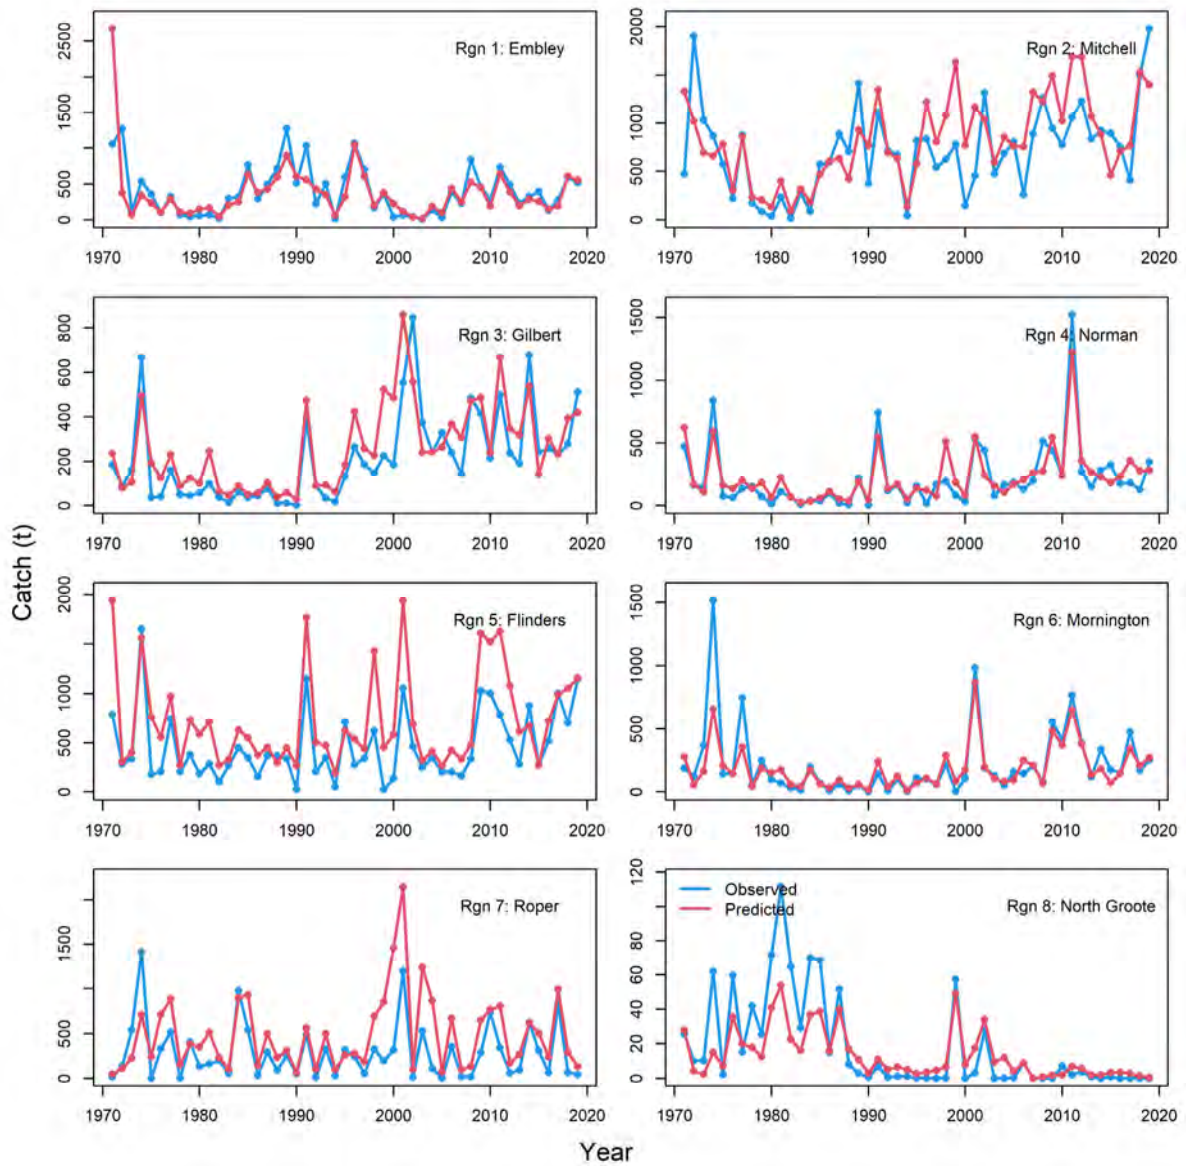 Rgn 1: Embley
0 500 1500 2500
1970 1980 1990 2000 2010 2020
Rgn 2: Mitchell
0 500 1000 1500 2000
1970 1980 1990 2000 2010 2020
Rgn 3: Gilbert
0 200 400 600 800
1970 1980 1990 2000 2010 2020
Rgn 4: Norman
0 500 1000 1500
1970 1980 1990 2000 2010 2020
Catch (t)
Rgn 5: Flinders
0 500 1000 2000
1970 1980 1990 2000 2010 2020
Rgn 6: Mornington
0 500 1000 1500
1970 1980 1990 2000 2010 2020
Rgn 7: Roper
0 500 1500
1970 1980 1990 2000 2010 2020
Observed
Predicted
Rgn 8: North Groote
0 20 40 60 80 120
1970 1980 1990 2000 2010 2020
Year